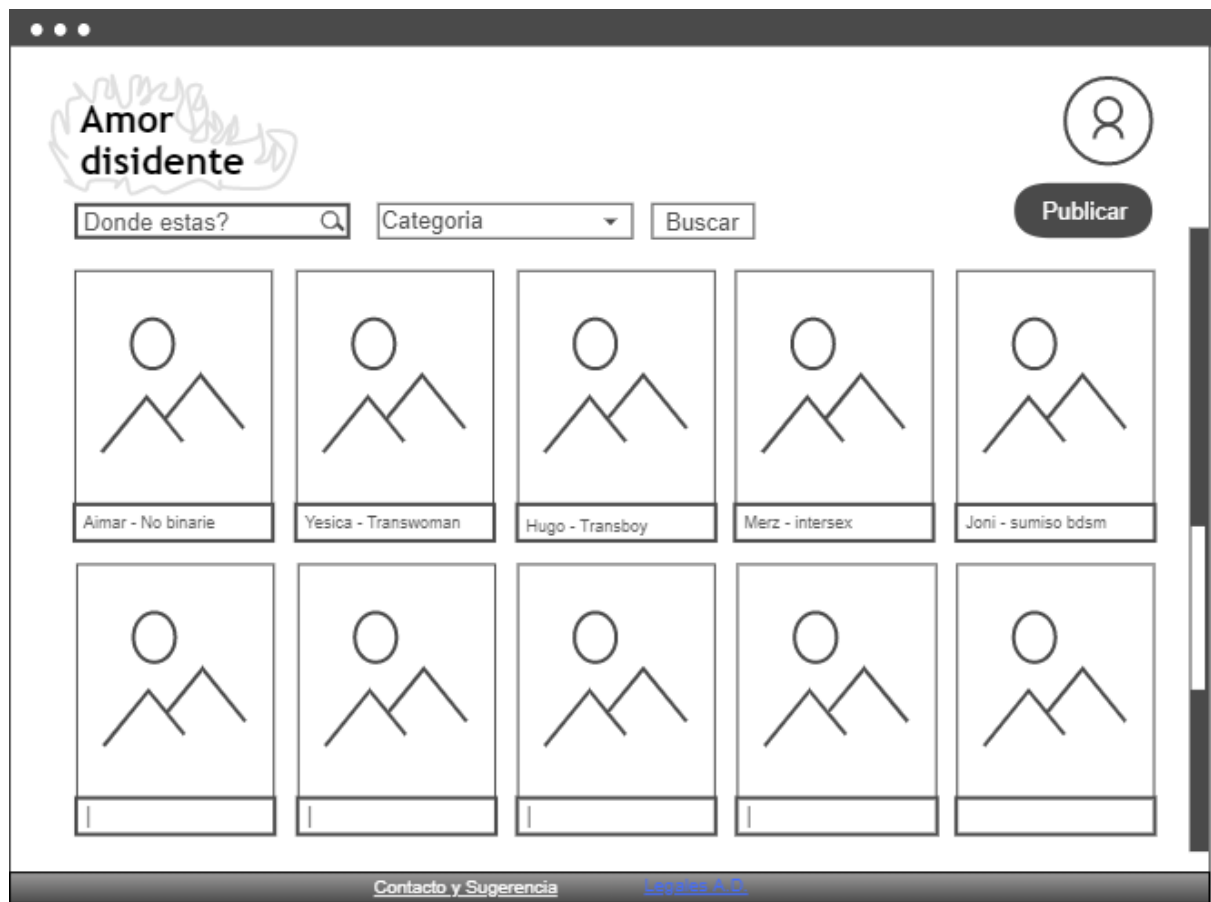 Amor
disidente
Donde estas?
Categoria
Buscar
Publicar
Aimar - No binarie
Yesica - Transwoman
Hugo - Transboy
Merz - intersex
Joni - sumiso bdsm
Contacto y Sugerencia
Legales A.D.